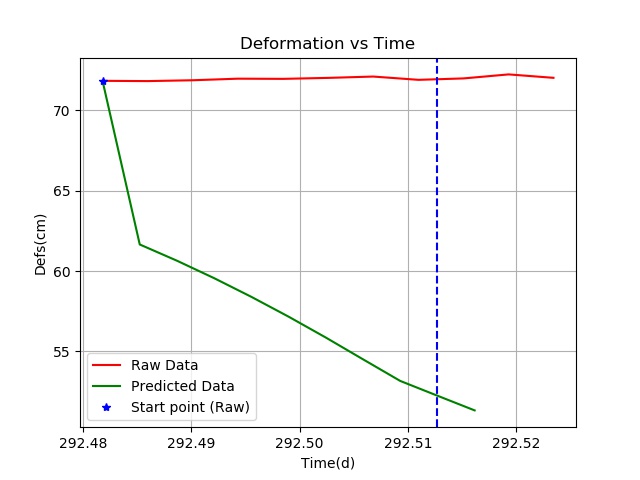 Deformation vs Time
Defs(cm)
70
65
60
55
Raw Data
Predicted Data
Start point (Raw)
292.48 292.49 292.50 292.51 292.52
Time(d)